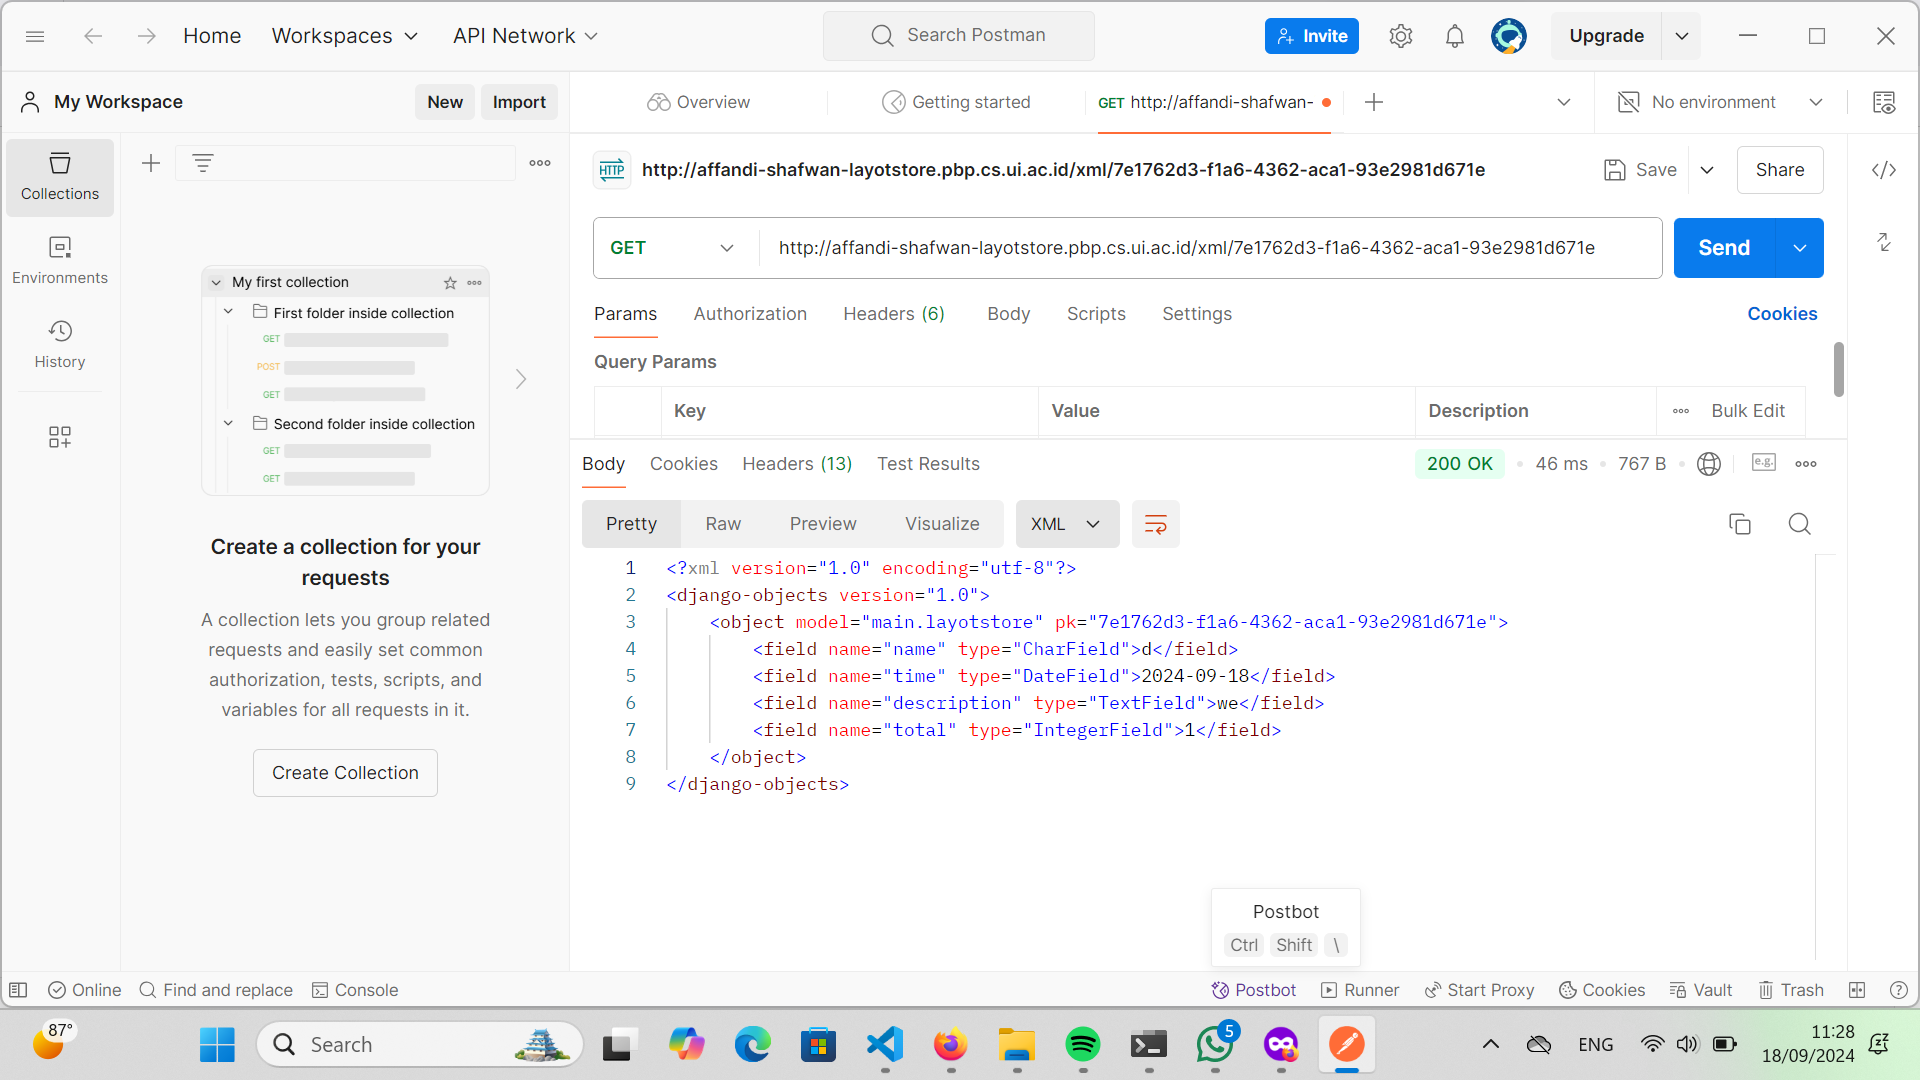 Home Workspaces API Network Search Postman Invite Upgrade
My Workspace New Import Overview Getting started GET http://affandi-shafwan- No environment
Collections
Environments
History
My first collection
First folder inside collection
GET
POST
GET
Second folder inside collection
GET
GET
Create a collection for your
requests
A collection lets you group related
requests and easily set common
authorization, tests, scripts, and
variables for all requests in it.
Create Collection
HTTP http://affandi-shafwan-layotstore.pbp.cs.ui.ac.id/xml/7e1762d3-f1a6-4362-aca1-93e2981d671e Save Share
GET http://affandi-shafwan-layotstore.pbp.cs.ui.ac.id/xml/7e1762d3-f1a6-4362-aca1-93e2981d671e Send
Params Authorization Headers (6) Body Scripts Settings Cookies
Query Params
Key Value Description Bulk Edit
Body Cookies Headers (13) Test Results 200 OK 46 ms 767 B e.g.
Pretty Raw Preview Visualize XML
1 <?xml version="1.0" encoding="utf-8"?>
2 <django-objects version="1.0">
3 <object model="main.layotstore" pk="7e1762d3-f1a6-4362-aca1-93e2981d671e">
4 <field name="name" type="CharField">d</field>
5 <field name="time" type="DateField">2024-09-18</field>
6 <field name="description" type="TextField">we</field>
7 <field name="total" type="IntegerField">1</field>
8 </object>
9 </django-objects>
Postbot
Ctrl Shift \
Online Find and replace Console Postbot Runner Start Proxy Cookies Vault Trash
87° Search 5 ENG 11:28
18/09/2024